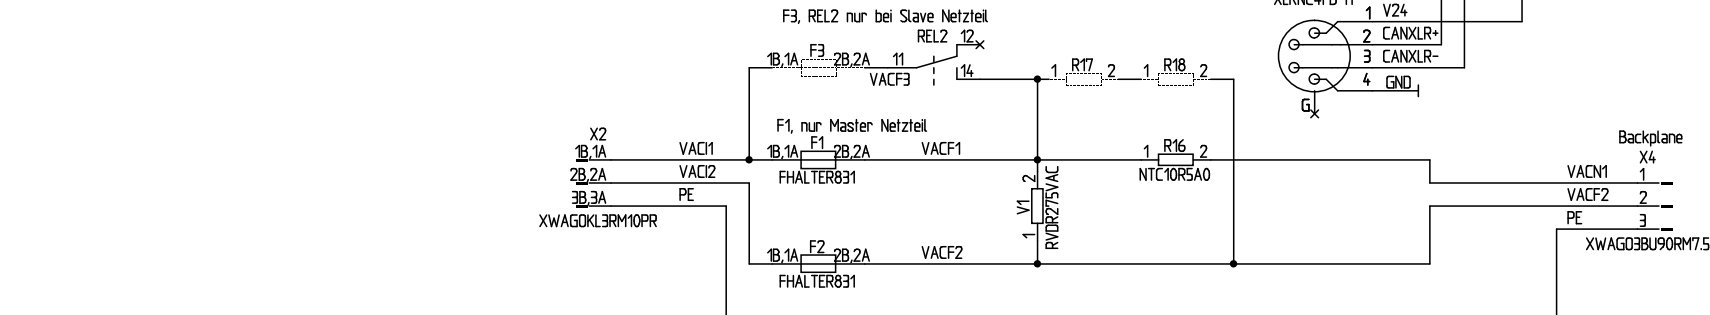 F3, REL2 nur bei Slave Netzteil
REL2 12
1B,1A F3 2B,2A 11
VACF3
14
1 R17 2 1 R18 2
1 V24
2 CANXLR+
3 CANXLR-
4 GND
G
F1, nur Master Netzteil
X2
1B,1A VACI1
1B,1A F1 2B,2A VACF1
FHALTER831
1 R16 2
NTC10R5A0
2B,2A VACI2
3B,3A PE
XWAGOKL3RM10PR
2
V1
1
RVDR275VAC
1B,1A F2 2B,2A VACF2
FHALTER831
Backplane
X4
VACN1 1
VACF2 2
PE 3
XWAGO3BU90RM7.5